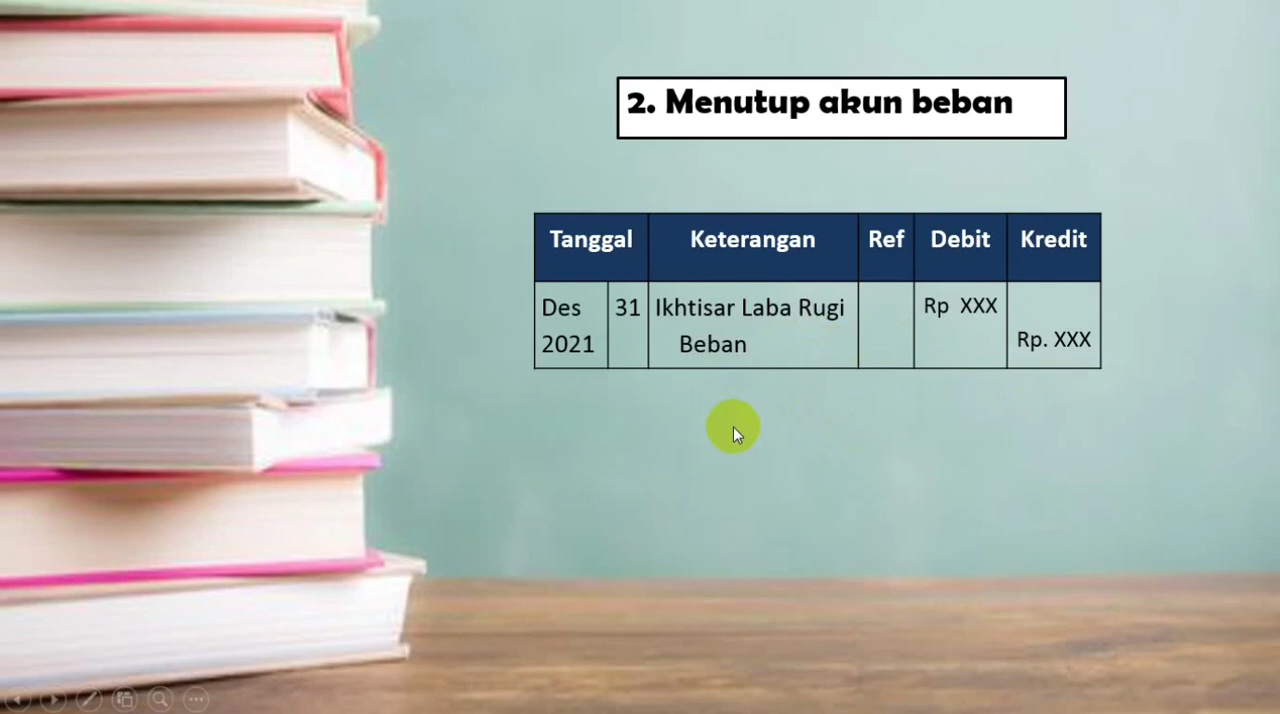 2. Menutup akun beban
Tanggal Keterangan Ref Debit Kredit
Des 31 Ikhtisar Laba Rugi Rp XXX
2021 Beban Rp. XXX